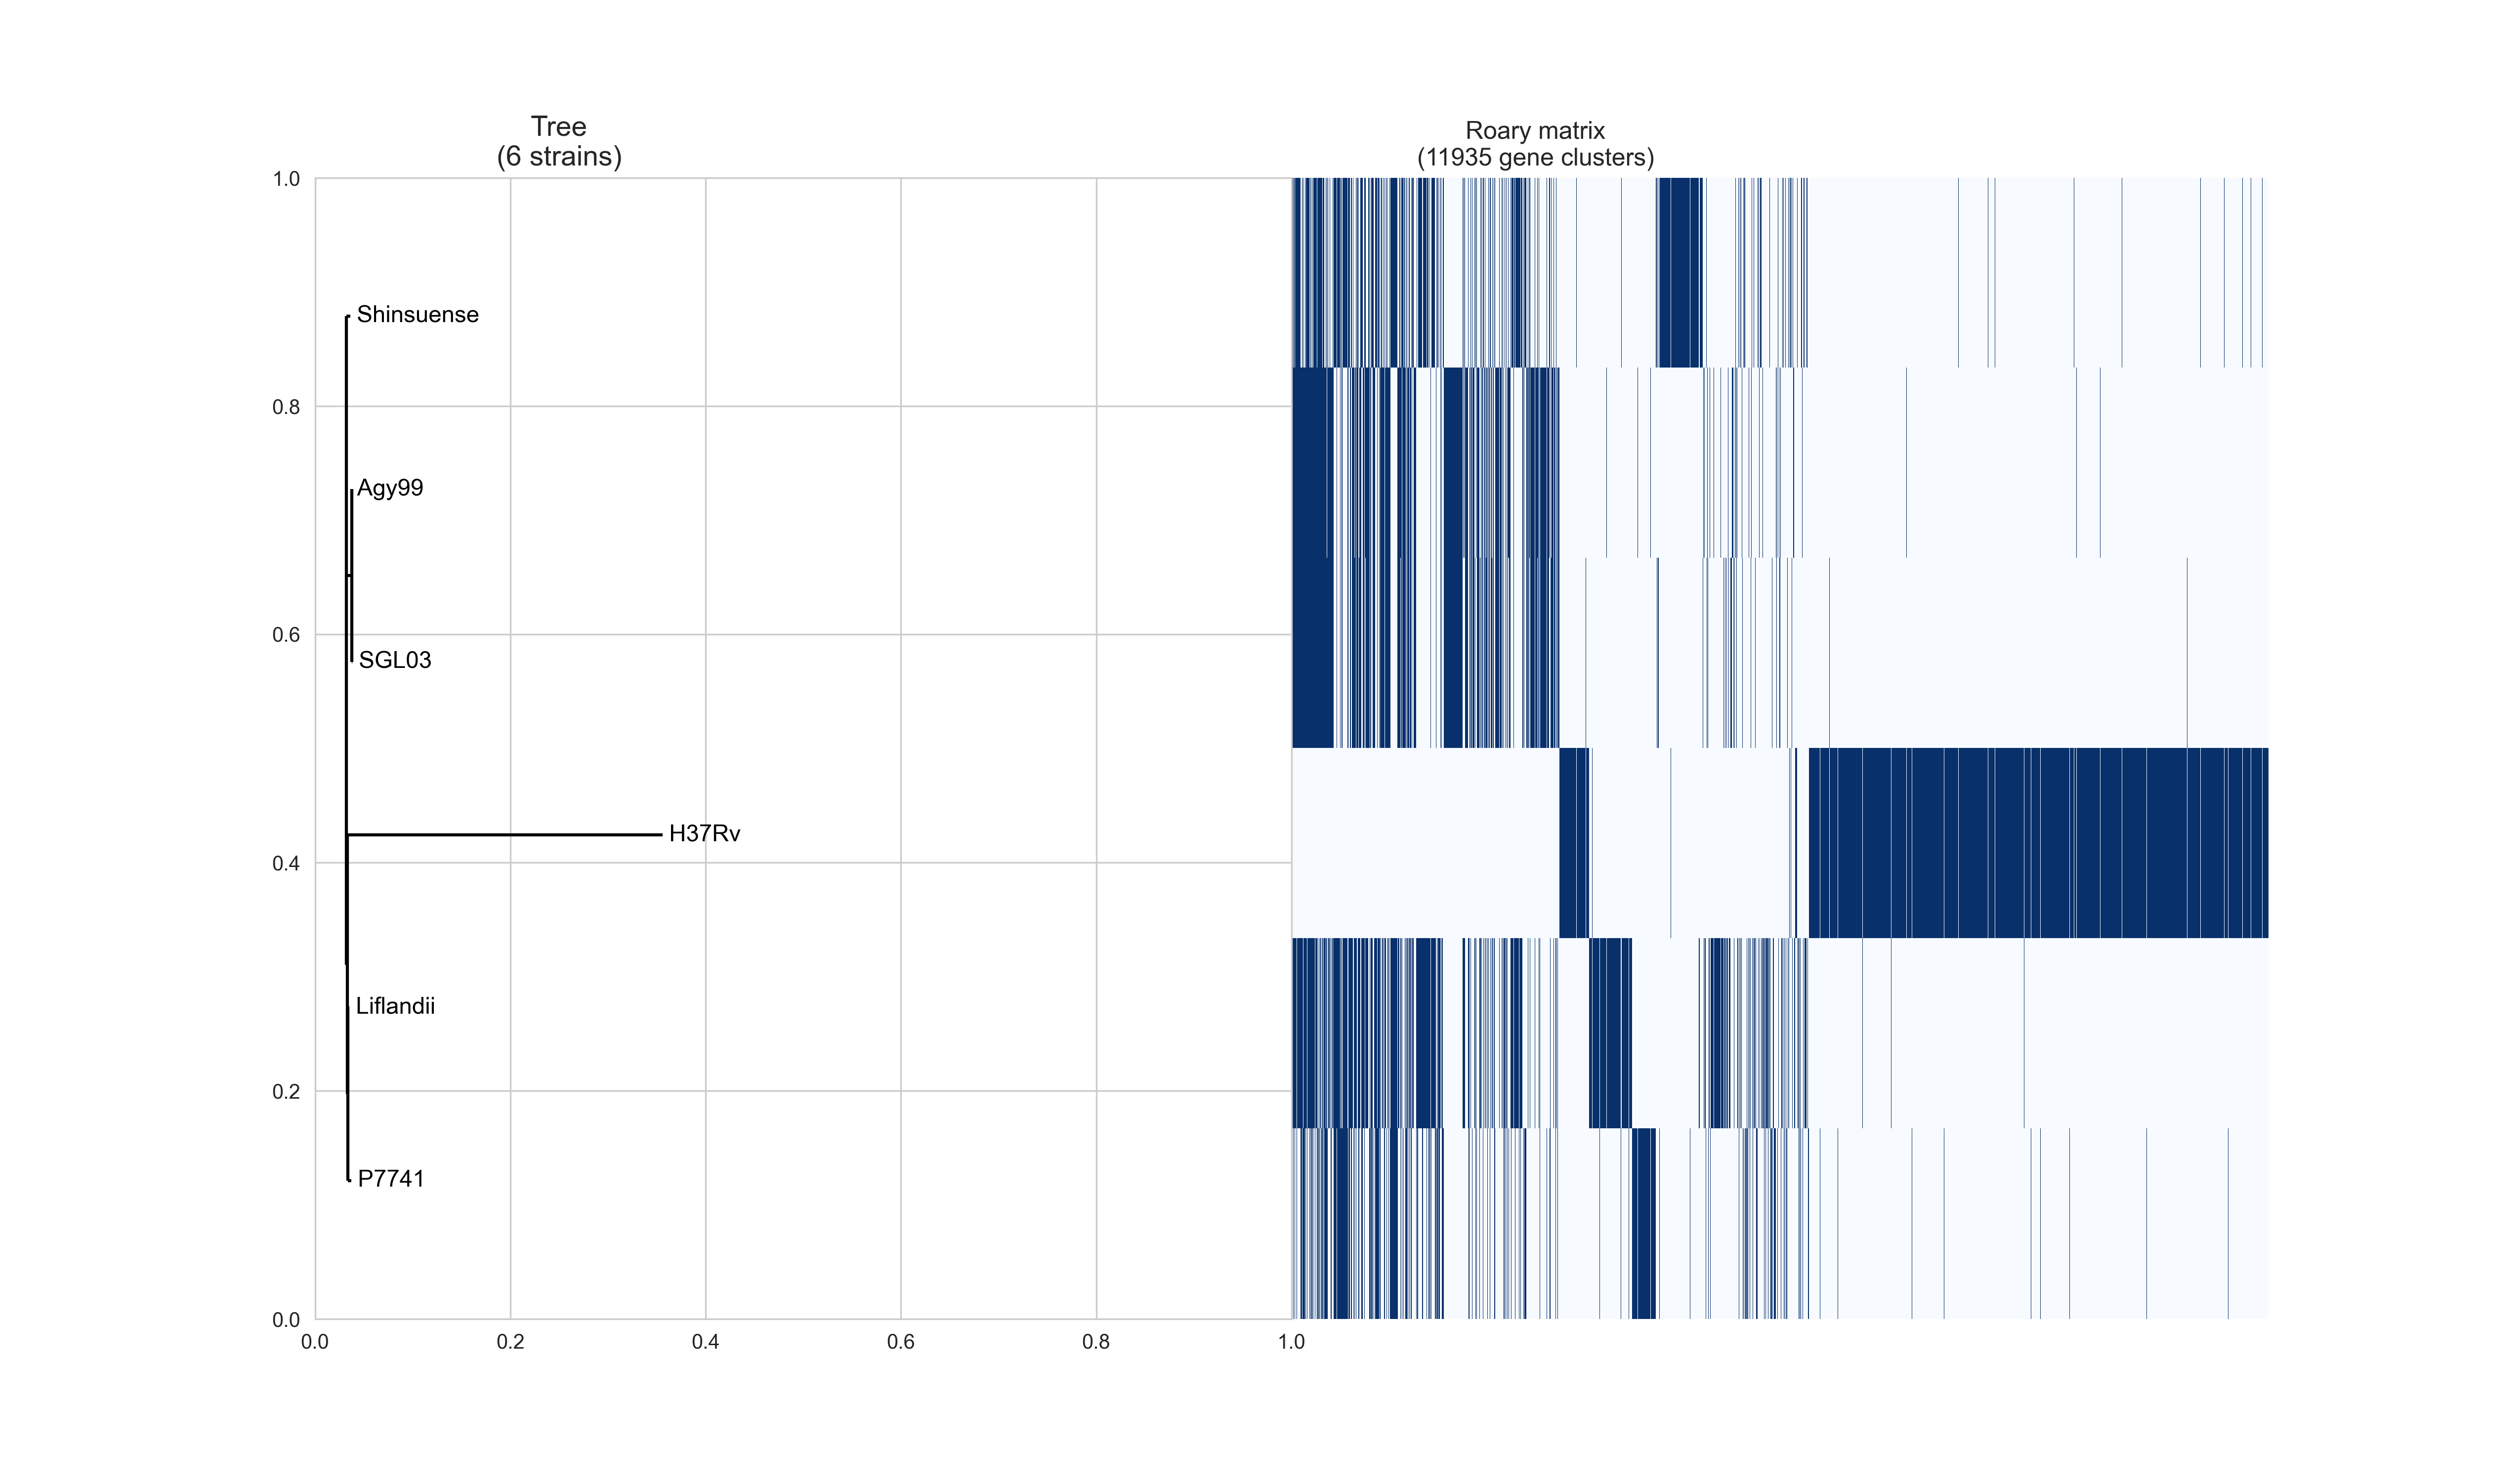 Tree
(6 strains)
Roary matrix
(11935 gene clusters)
1.0
Shinsuense
Agy99
0.8
SGL03
0.6
H37Rv
0.4
Liflandii
0.2
P7741
0.0
0.0 0.2 0.4 0.6 0.8 1.0